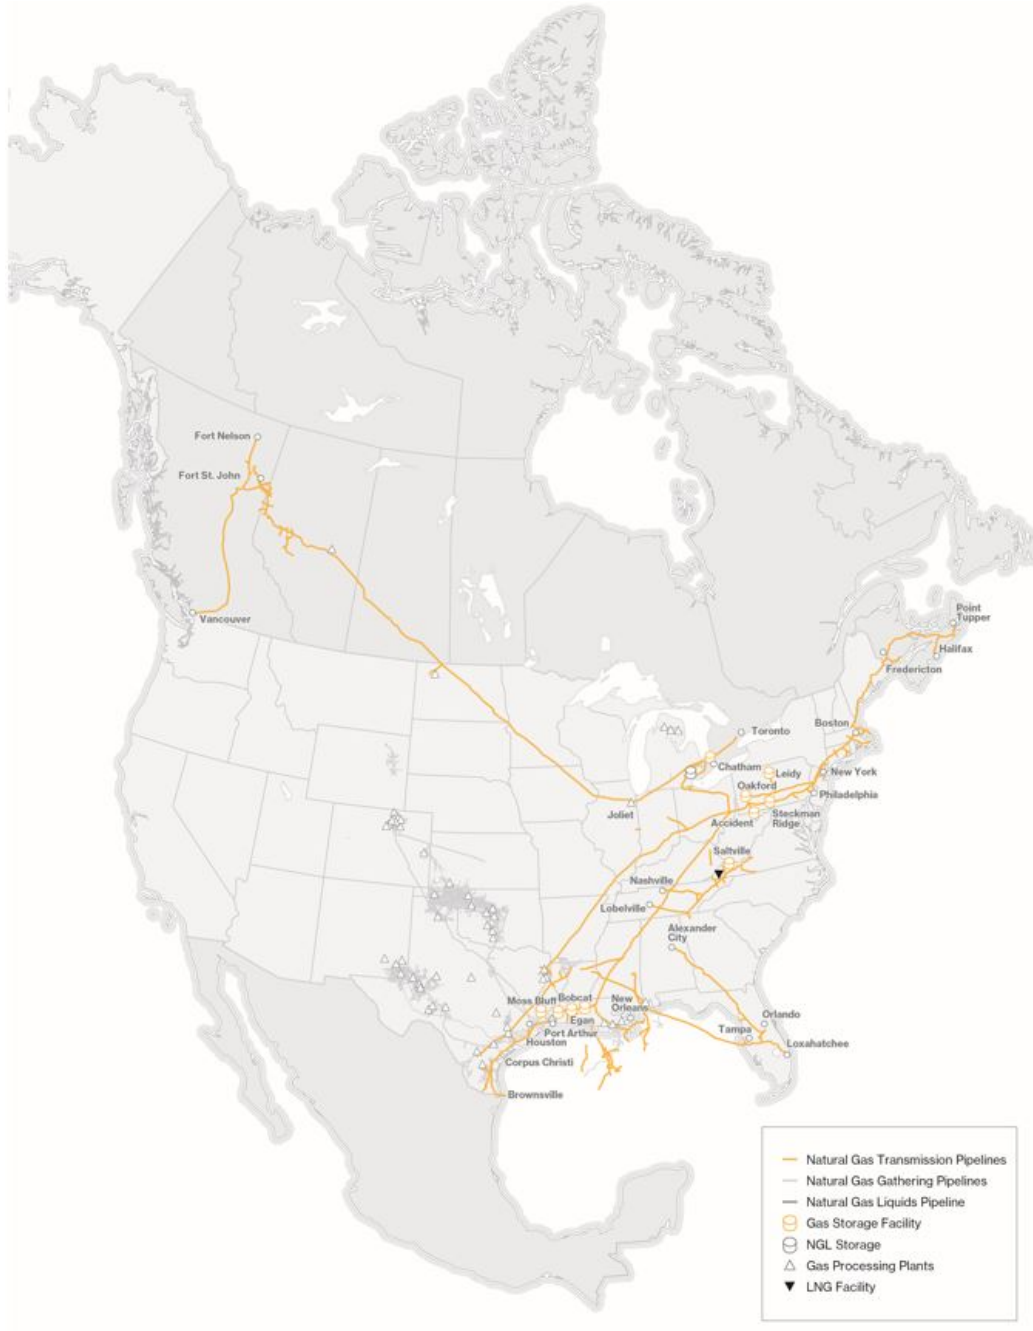 Fort Nelson
Fort St. John
Vancouver
Point
Tupper
Halifax
Fredericton
Boston
Toronto
Chatham
Leidy
New York
Oakford
Philadelphia
Joliet
Accident
Steckman
Ridge
Saltville
Nashville
Lobelville
Alexander
City
Moss Bluff
Bobcat
New
Orleans
Egan
Port Arthur
Houston
Orlando
Tampa
Loxahatchee
Corpus Christi
Brownsville
Natural Gas Transmission Pipelines
Natural Gas Gathering Pipelines
Natural Gas Liquids Pipeline
Gas Storage Facility
NGL Storage
Gas Processing Plants
LNG Facility